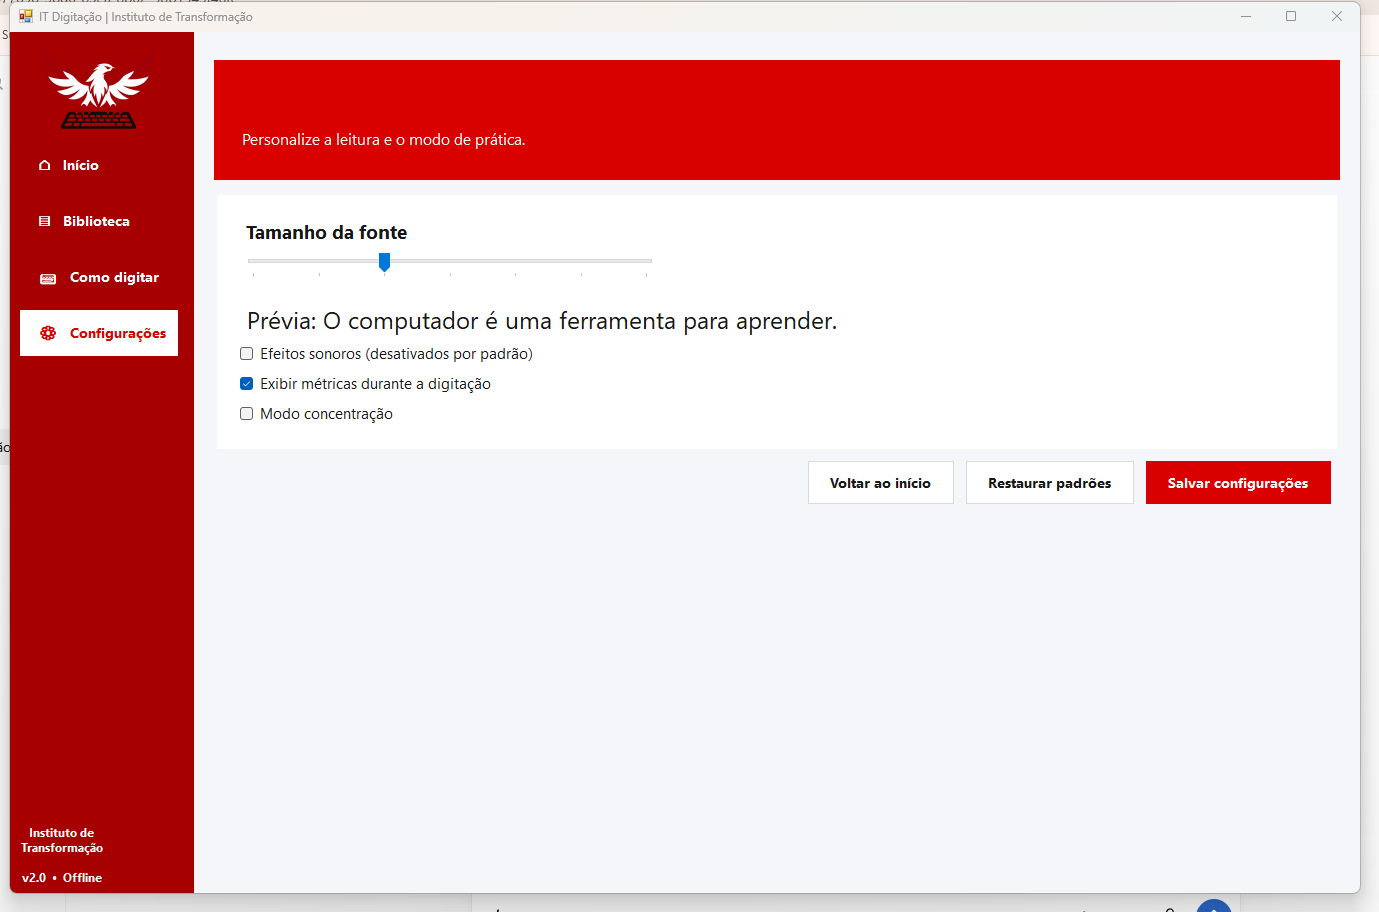 IT Digitação | Instituto de Transformação
Início
Biblioteca
Como digitar
Configurações
Instituto de
Transformação
v2.0 • Offline
Personalize a leitura e o modo de prática.
Tamanho da fonte
Prévia: O computador é uma ferramenta para aprender.
Efeitos sonoros (desativados por padrão)
Exibir métricas durante a digitação
Modo concentração
Voltar ao início
Restaurar padrões
Salvar configurações